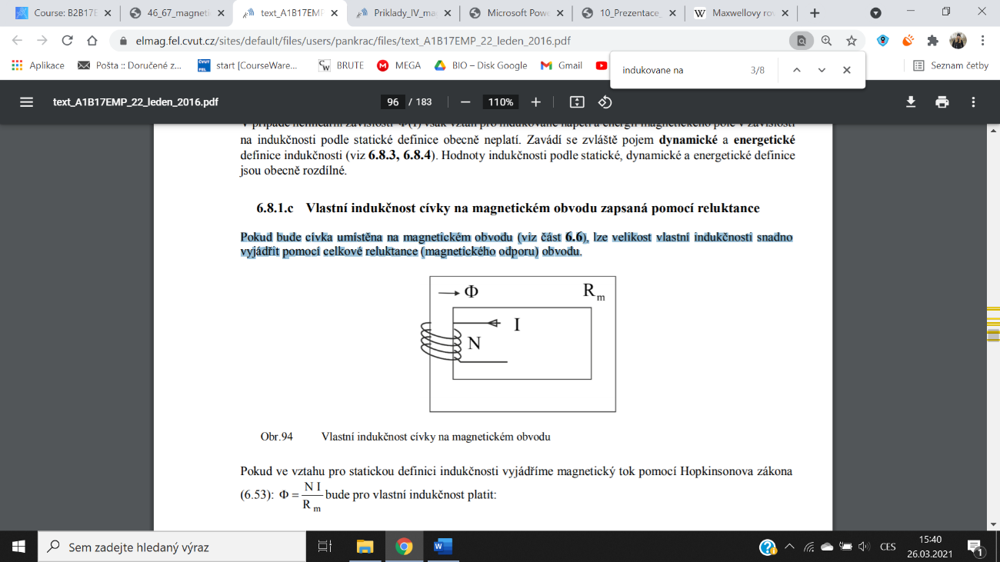 Course: B2B17E
46_67_magneti
text_A1B17EMP
Priklady_IV_ma
Microsoft Powe
10_Prezentace_
Maxwellovy rov
elmag.fel.cvut.cz/sites/default/files/users/pankrac/files/text_A1B17EMP_22_leden_2016.pdf
Aplikace
Pošta :: Doručené z...
start [CourseWare...
BRUTE
MEGA
BIO – Disk Google
Gmail
Seznam četby
indukovane na
3/8
text_A1B17EMP_22_leden_2016.pdf
96 / 183
110%
V případě nelineární závislosti Φ(I) však vztah pro indukované napětí a energii magnetického pole v závislosti
na indukčnosti podle statické definice obecně neplatí. Zavádí se zvláště pojem dynamické a energetické
definice indukčnosti (viz 6.8.3, 6.8.4). Hodnoty indukčnosti podle statické, dynamické a energetické definice
jsou obecně rozdílné.
6.8.1.c Vlastní indukčnost cívky na magnetickém obvodu zapsaná pomocí reluktance
Pokud bude cívka umístěna na magnetickém obvodu (viz část 6.6), lze velikost vlastní indukčnosti snadno
vyjádřit pomocí celkové reluktance (magnetického odporu) obvodu.
Φ
R m
I
N
Obr.94 Vlastní indukčnost cívky na magnetickém obvodu
Pokud ve vztahu pro statickou definici indukčnosti vyjádříme magnetický tok pomocí Hopkinsonova zákona
(6.53): Φ = N I / R m bude pro vlastní indukčnost platit:
Sem zadejte hledaný výraz
CES
15:40
26.03.2021
1